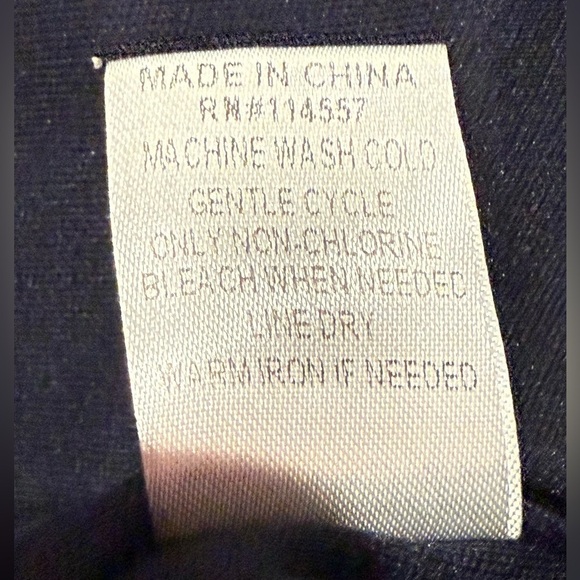 MADE IN CHINA
RN#114557
MACHINE WASH COLD
GENTLE CYCLE
ONLY NON-CHLORINE
BLEACH WHEN NEEDED
LINE DRY
WARM IRON IF NEEDED